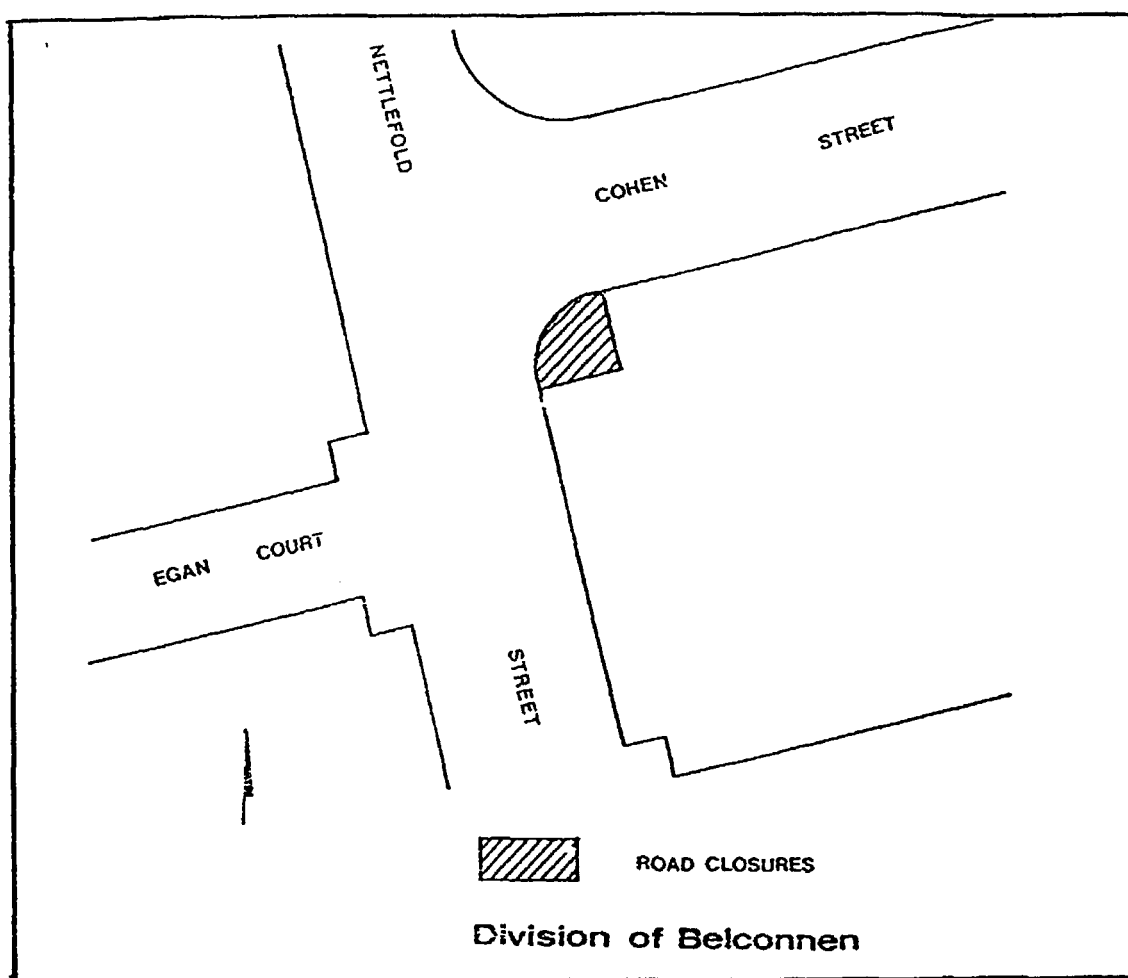 NETTLEFOLD
STREET
COHEN
EGAN COURT
STREET
ROAD CLOSURES
Division of Belconnen